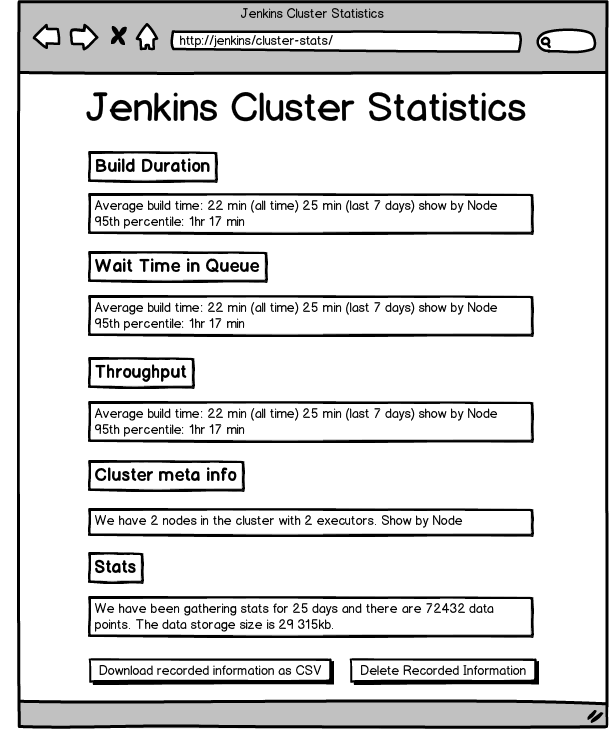 Jenkins Cluster Statistics
http://jenkins/cluster-stats/
Jenkins Cluster Statistics
Build Duration
Average build time: 22 min (all time) 25 min (last 7 days) show by Node
95th percentile: 1hr 17 min
Wait Time in Queue
Average build time: 22 min (all time) 25 min (last 7 days) show by Node
95th percentile: 1hr 17 min
Throughput
Average build time: 22 min (all time) 25 min (last 7 days) show by Node
95th percentile: 1hr 17 min
Cluster meta info
We have 2 nodes in the cluster with 2 executors. Show by Node
Stats
We have been gathering stats for 25 days and there are 72432 data
points. The data storage size is 29 315kb.
Download recorded information as CSV
Delete Recorded Information